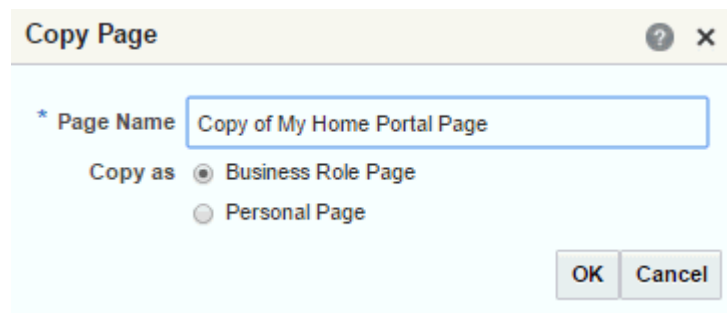 Copy Page
* Page Name Copy of My Home Portal Page
Copy as Business Role Page
Personal Page
OK Cancel